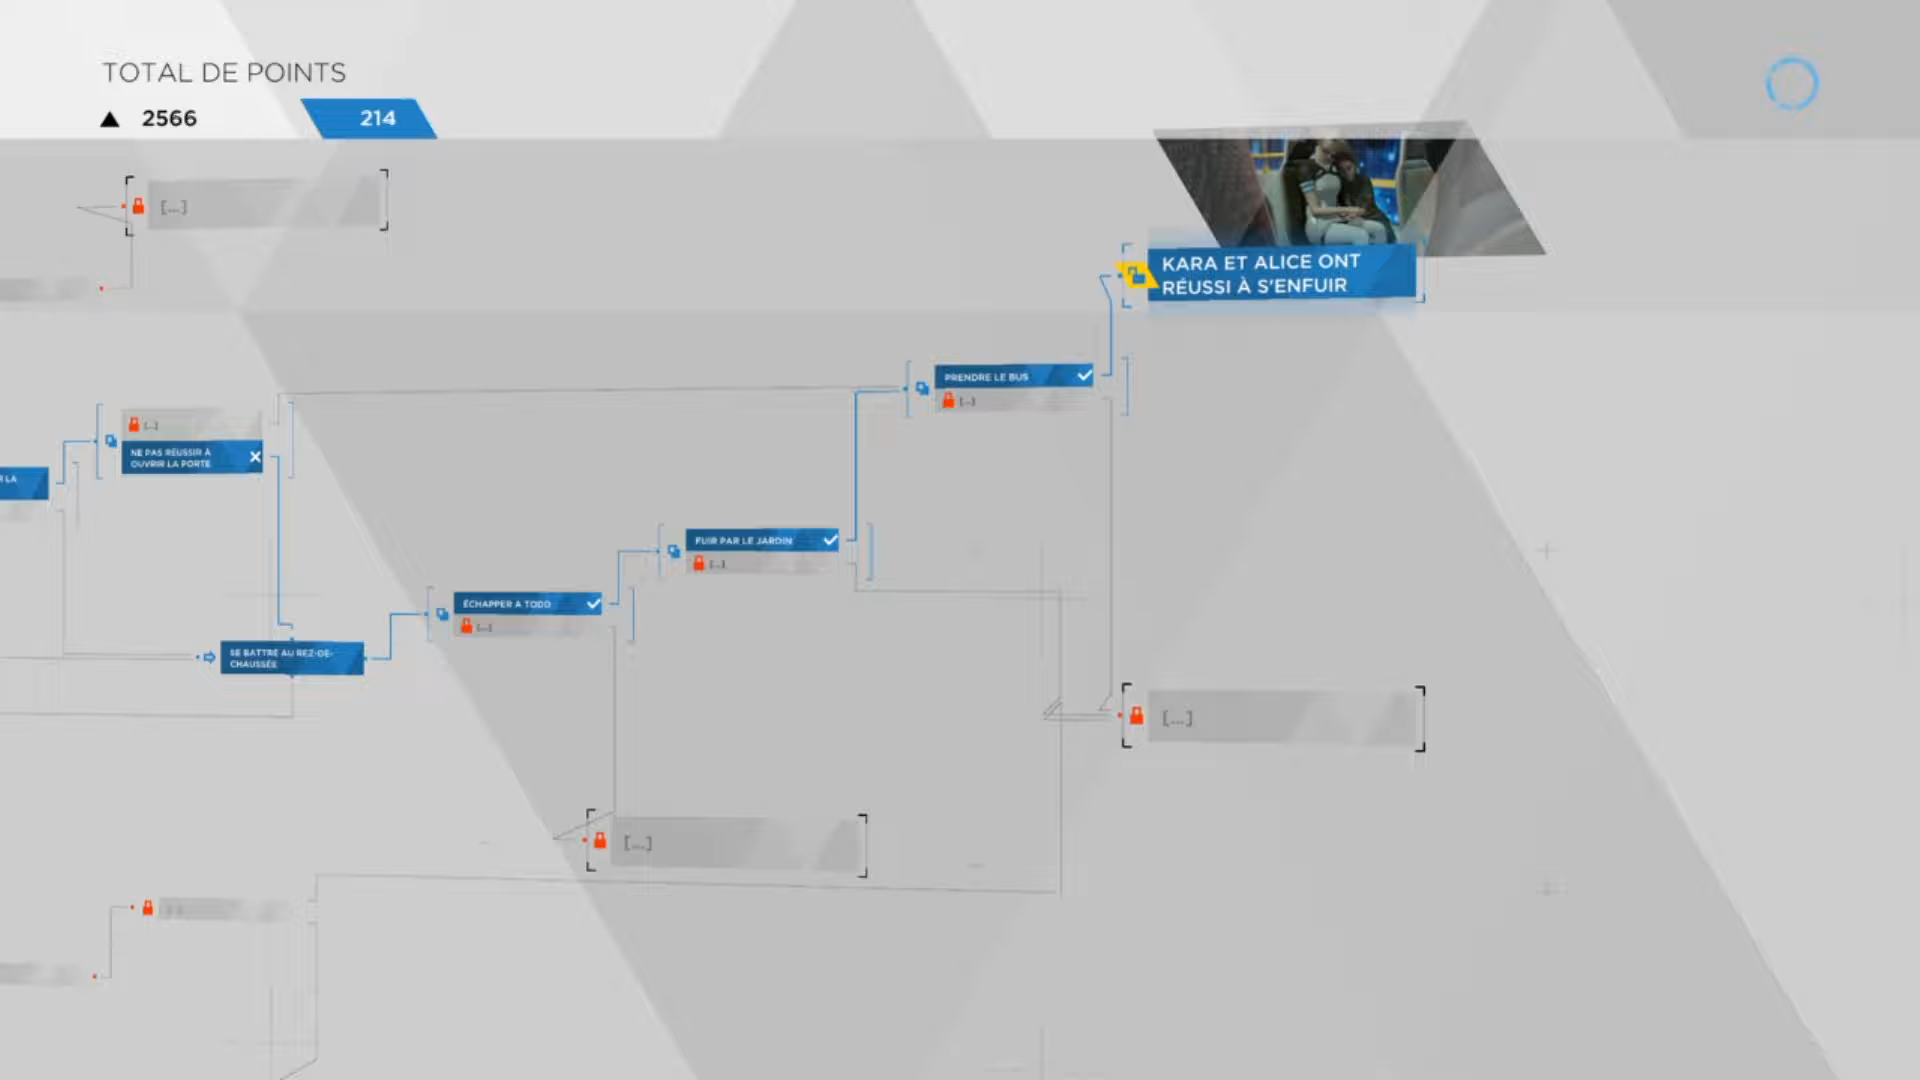 TOTAL DE POINTS
2566
214
[...]
KARA ET ALICE ONT
RÉUSSI À S'ENFUIR
PRENDRE LE BUS
[...]
[...]
NE PAS RÉUSSIR À
OUVRIR LA PORTE
R LA
FUIR PAR LE JARDIN
[...]
ÉCHAPPER À TODD
[...]
SE BATTRE AU REZ-DE-
CHAUSSÉE
[...]
[...]